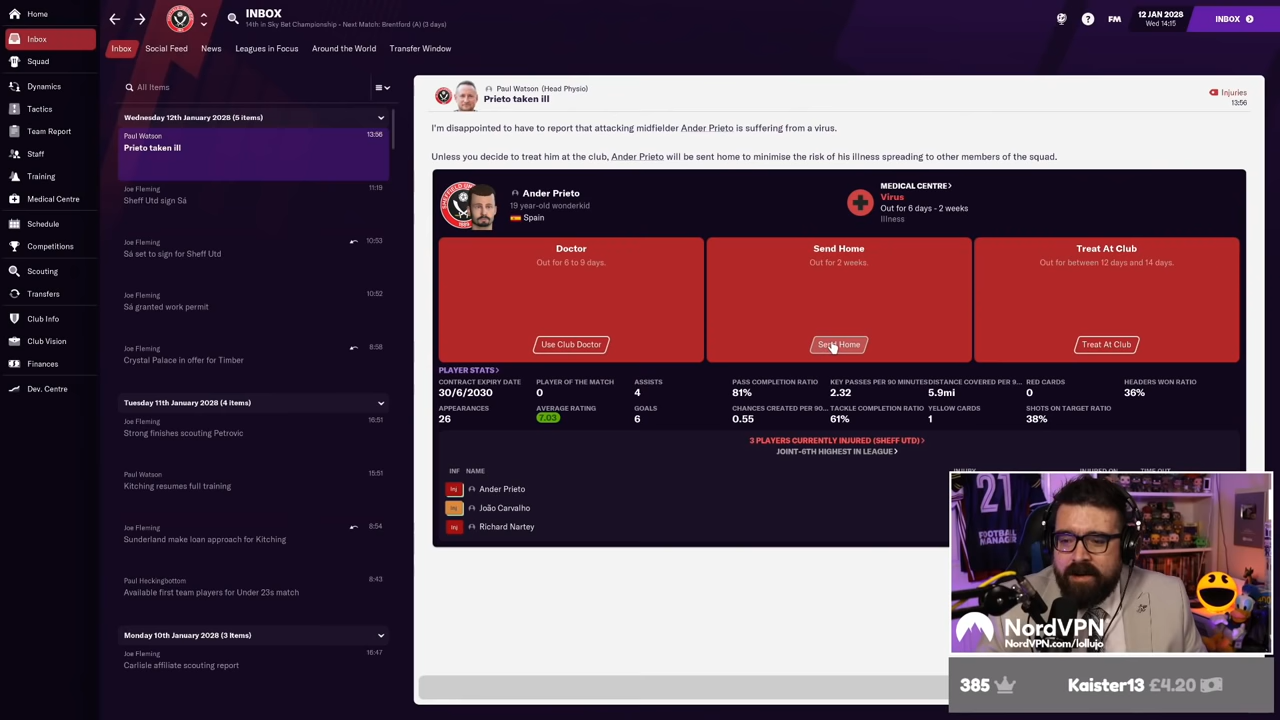 Home
Inbox
Squad
Dynamics
Tactics
Team Report
Staff
Training
Medical Centre
Schedule
Competitions
Scouting
Transfers
Club Info
Club Vision
Finances
Dev. Centre
INBOX
14th in Sky Bet Championship - Next Match: Brentford (A) (3 days)
FM
12 JAN 2028
Wed 14:15
INBOX
Inbox
Social Feed
News
Leagues in Focus
Around the World
Transfer Window
All Items
Wednesday 12th January 2028 (5 items)
Paul Watson
13:56
Prieto taken ill
Joe Fleming
11:19
Sheff Utd sign Sá
Joe Fleming
10:53
Sá set to sign for Sheff Utd
Joe Fleming
10:52
Sá granted work permit
Joe Fleming
8:58
Crystal Palace in offer for Timber
Tuesday 11th January 2028 (4 items)
Joe Fleming
16:51
Strong finishes scouting Petrovic
Paul Watson
15:51
Kitching resumes full training
Joe Fleming
8:54
Sunderland make loan approach for Kitching
Paul Heckingbottom
8:43
Available first team players for Under 23s match
Monday 10th January 2028 (3 Items)
Joe Fleming
16:47
Carlisle affiliate scouting report
Paul Watson (Head Physio)
Prieto taken ill
Injuries
13:56
I'm disappointed to have to report that attacking midfielder Ander Prieto is suffering from a virus.
Unless you decide to treat him at the club, Ander Prieto will be sent home to minimise the risk of his illness spreading to other members of the squad.
Ander Prieto
19 year-old wonderkid
Spain
MEDICAL CENTRE>
Virus
Out for 6 days - 2 weeks
Illness
Doctor
Out for 6 to 9 days.
Use Club Doctor
Send Home
Out for 2 weeks.
Send Home
Treat At Club
Out for between 12 days and 14 days.
Treat At Club
PLAYER STATS>
CONTRACT EXPIRY DATE
30/6/2030
PLAYER OF THE MATCH
0
ASSISTS
4
PASS COMPLETION RATIO
81%
KEY PASSES PER 90 MINUTES
2.32
DISTANCE COVERED PER 9...
5.9mi
RED CARDS
0
HEADERS WON RATIO
36%
APPEARANCES
26
AVERAGE RATING
7.03
GOALS
6
CHANCES CREATED PER 90...
0.55
TACKLE COMPLETION RATIO
61%
YELLOW CARDS
1
SHOTS ON TARGET RATIO
38%
3 PLAYERS CURRENTLY INJURED (SHEFF UTD)>
JOINT-6TH HIGHEST IN LEAGUE>
INF NAME
Inj Ander Prieto
Inj João Carvalho
Inj Richard Nartey
21
FOOTBALL
MANAGER
NordVPN
NordVPN.com/lollujo
385
Kaister13 £4.20